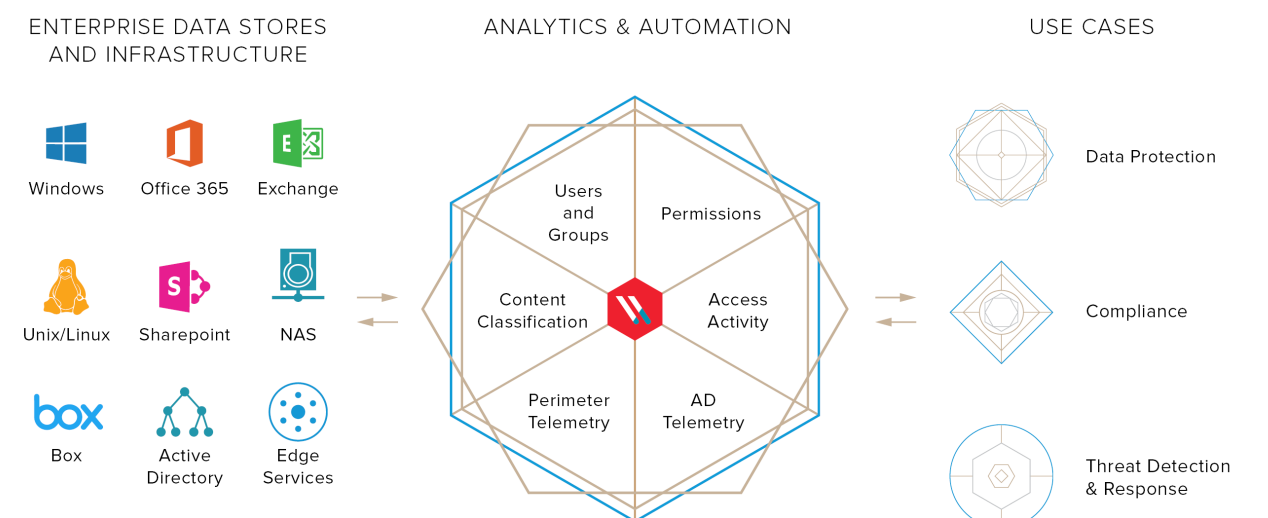 ENTERPRISE DATA STORES
AND INFRASTRUCTURE
Windows
Office 365
Exchange
E
Unix/Linux
Sharepoint
S
NAS
box
Box
Active
Directory
Edge
Services
ANALYTICS & AUTOMATION
Users
and
Groups
Permissions
Content
Classification
Access
Activity
Perimeter
Telemetry
AD
Telemetry
USE CASES
Data Protection
Compliance
Threat Detection
& Response